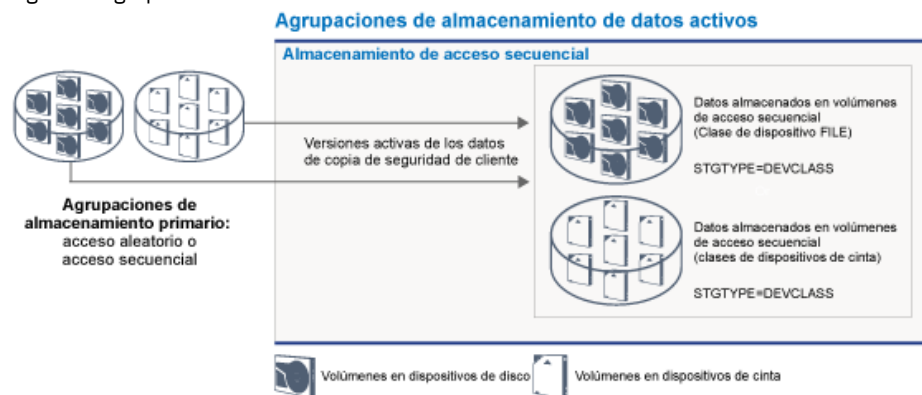 Agrupaciones de almacenamiento de datos activos
Almacenamiento de acceso secuencial
Datos almacenados en volúmenes
de acceso secuencial
(Clase de dispositivo FILE)
STGTYPE=DEVCLASS
Versiones activas de los datos
de copia de seguridad de cliente
Agrupaciones de
almacenamiento primario:
acceso aleatorio o
acceso secuencial
Datos almacenados en volúmenes
de acceso secuencial
(clases de dispositivos de cinta)
STGTYPE=DEVCLASS
Volúmenes en dispositivos de disco
Volúmenes en dispositivos de cinta